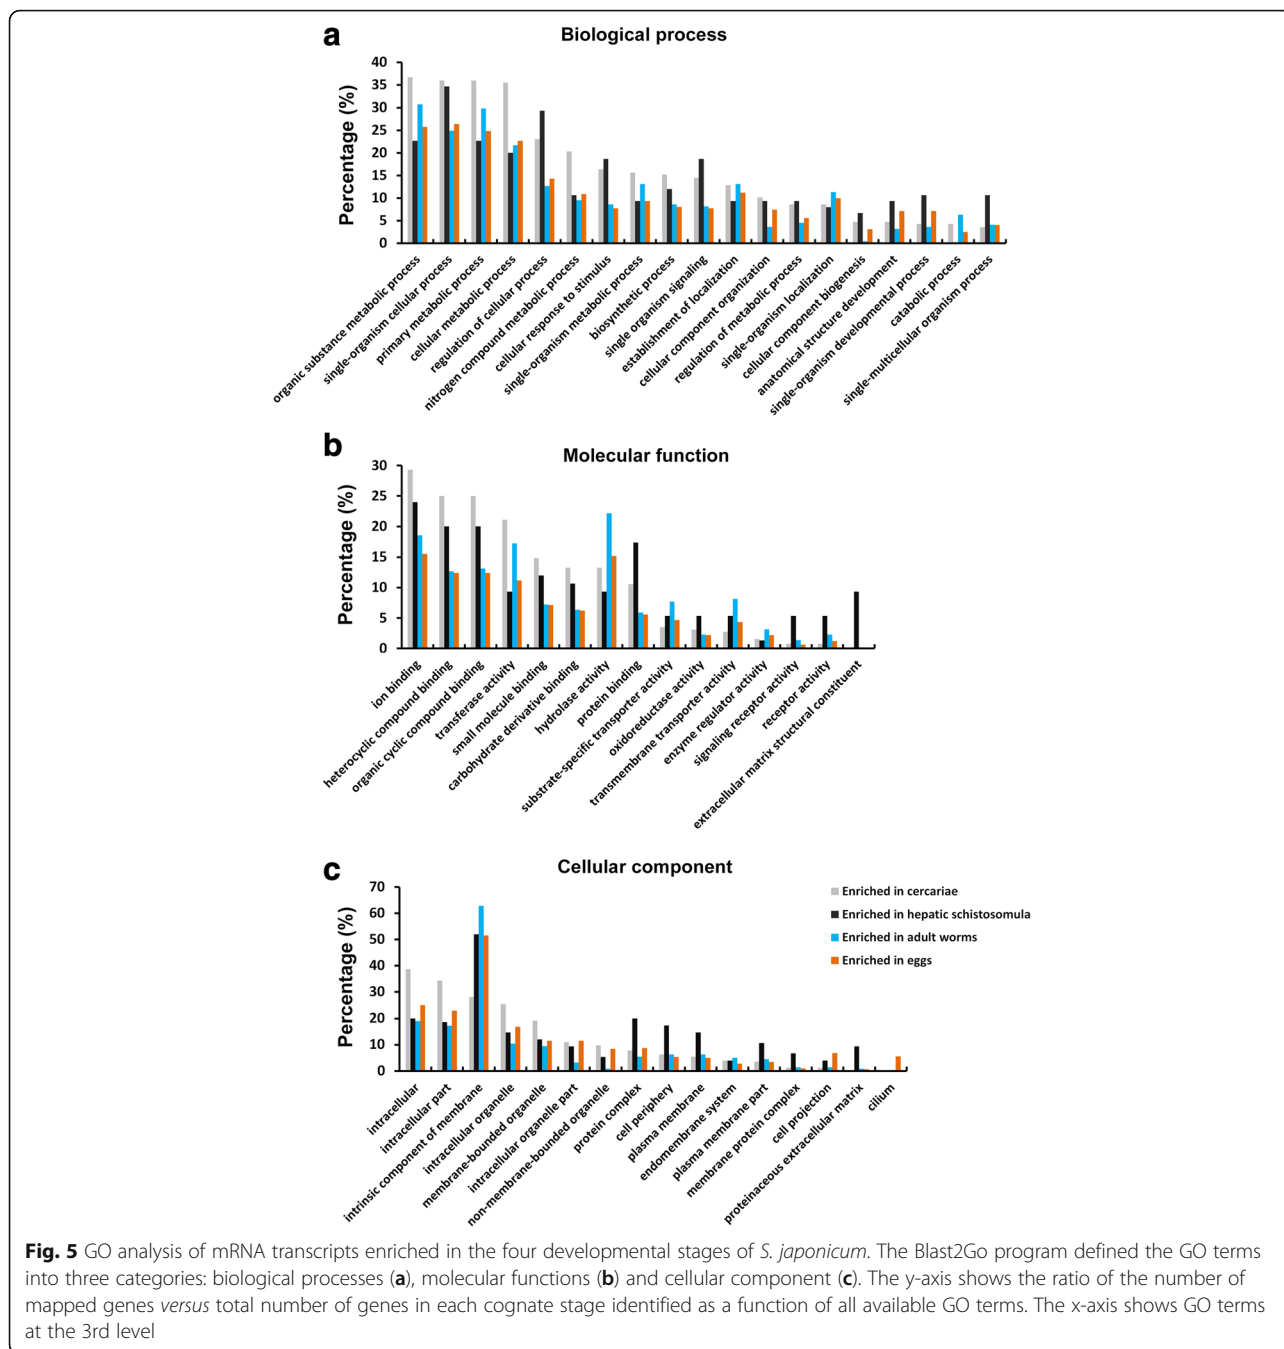 a
Biological process
Percentage (%)
40
35
30
25
20
15
10
5
0
organic substance metabolic process
single-organism cellular process
primary metabolic process
cellular metabolic process
regulation of cellular process
nitrogen compound metabolic process
cellular response to stimulus
single-organism metabolic process
biosynthetic process
single organism signaling
establishment of localization
cellular component organization
regulation of metabolic process
single-organism localization
cellular component biogenesis
anatomical structure development
single-organism developmental process
catabolic process
single-multicellular organism process
b
Molecular function
Percentage (%)
30
25
20
15
10
5
0
ion binding
heterocyclic compound binding
organic cyclic compound binding
transferase activity
small molecule binding
carbohydrate derivative binding
hydrolase activity
protein binding
substrate-specific transporter activity
oxidoreductase activity
transmembrane transporter activity
enzyme regulator activity
signaling receptor activity
receptor activity
extracellular matrix structural constituent
c
Cellular component
Percentage (%)
70
60
50
40
30
20
10
0
Enriched in cercariae
Enriched in hepatic schistosomula
Enriched in adult worms
Enriched in eggs
intracellular
intracellular part
intrinsic component of membrane
intracellular organelle
membrane-bounded organelle
intracellular organelle part
non-membrane-bounded organelle
protein complex
cell periphery
plasma membrane
endomembrane system
plasma membrane part
membrane protein complex
cell projection
proteinaceous extracellular matrix
cilium
Fig. 5 GO analysis of mRNA transcripts enriched in the four developmental stages of S. japonicum. The Blast2Go program defined the GO terms
into three categories: biological processes (a), molecular functions (b) and cellular component (c). The y-axis shows the ratio of the number of
mapped genes versus total number of genes in each cognate stage identified as a function of all available GO terms. The x-axis shows GO terms
at the 3rd level